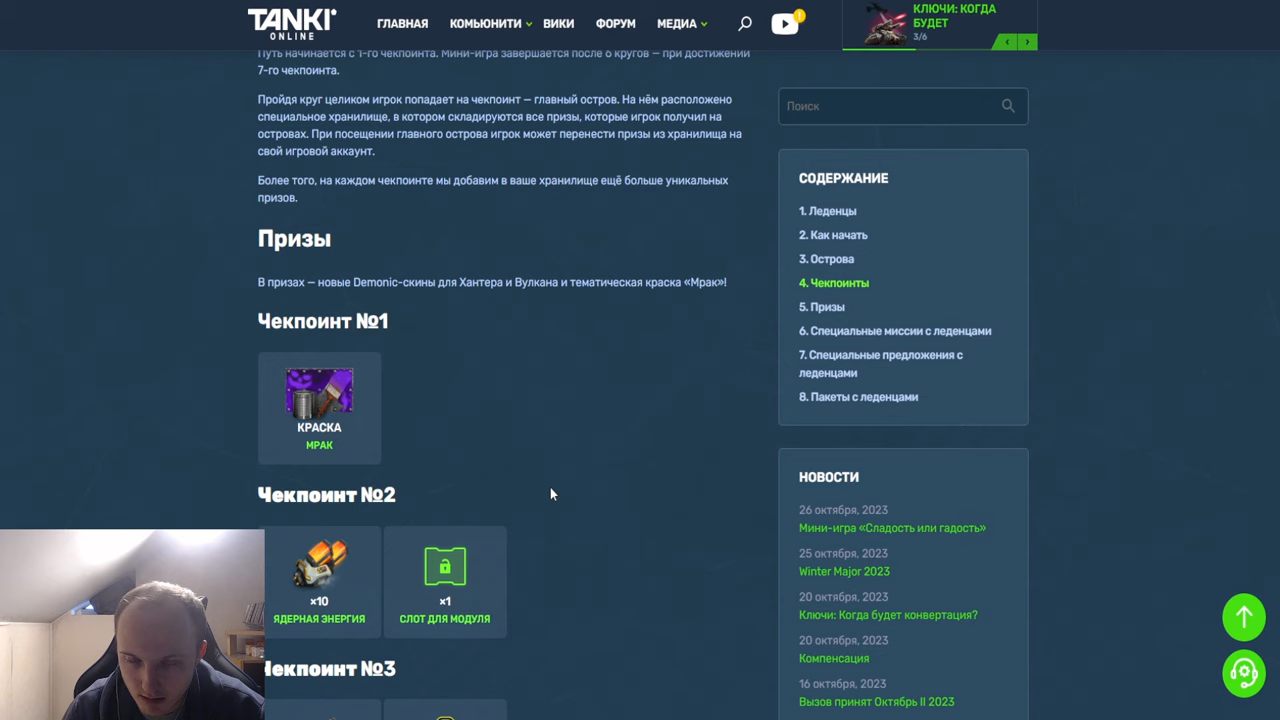 TANKI
ONLINE
ГЛАВНАЯ
КОМЬЮНИТИ
ВИКИ
ФОРУМ
МЕДИА
1
КЛЮЧИ: КОГДА
БУДЕТ
3/6
Путь начинается с 1-го чекпоинта. Мини-игра завершается после 6 кругов — при достижении
7-го чекпоинта.
Пройдя круг целиком игрок попадает на чекпоинт — главный остров. На нём расположено
специальное хранилище, в котором складируются все призы, которые игрок получил на
островах. При посещении главного острова игрок может перенести призы из хранилища на
свой игровой аккаунт.
Более того, на каждом чекпоинте мы добавим в ваше хранилище ещё больше уникальных
призов.
Призы
В призах — новые Demonic-скины для Хантера и Вулкана и тематическая краска «Мрак»!
Чекпоинт №1
КРАСКА
МРАК
Чекпоинт №2
×10
ЯДЕРНАЯ ЭНЕРГИЯ
×1
СЛОТ ДЛЯ МОДУЛЯ
Чекпоинт №3
Поиск
СОДЕРЖАНИЕ
1. Леденцы
2. Как начать
3. Острова
4. Чекпоинты
5. Призы
6. Специальные миссии с леденцами
7. Специальные предложения с
леденцами
8. Пакеты с леденцами
НОВОСТИ
26 октября, 2023
Мини-игра «Сладость или гадость»
25 октября, 2023
Winter Major 2023
20 октября, 2023
Ключи: Когда будет конвертация?
20 октября, 2023
Компенсация
16 октября, 2023
Вызов принят Октябрь II 2023